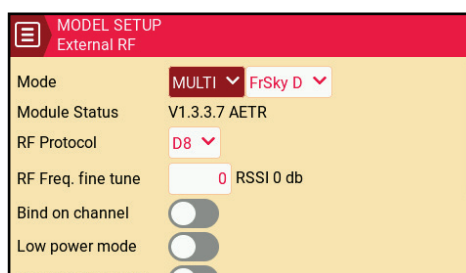 MODEL SETUP
External RF
Mode MULTI FrSky D
Module Status V1.3.3.7 AETR
RF Protocol D8
RF Freq. fine tune 0 RSSI 0 db
Bind on channel
Low power mode